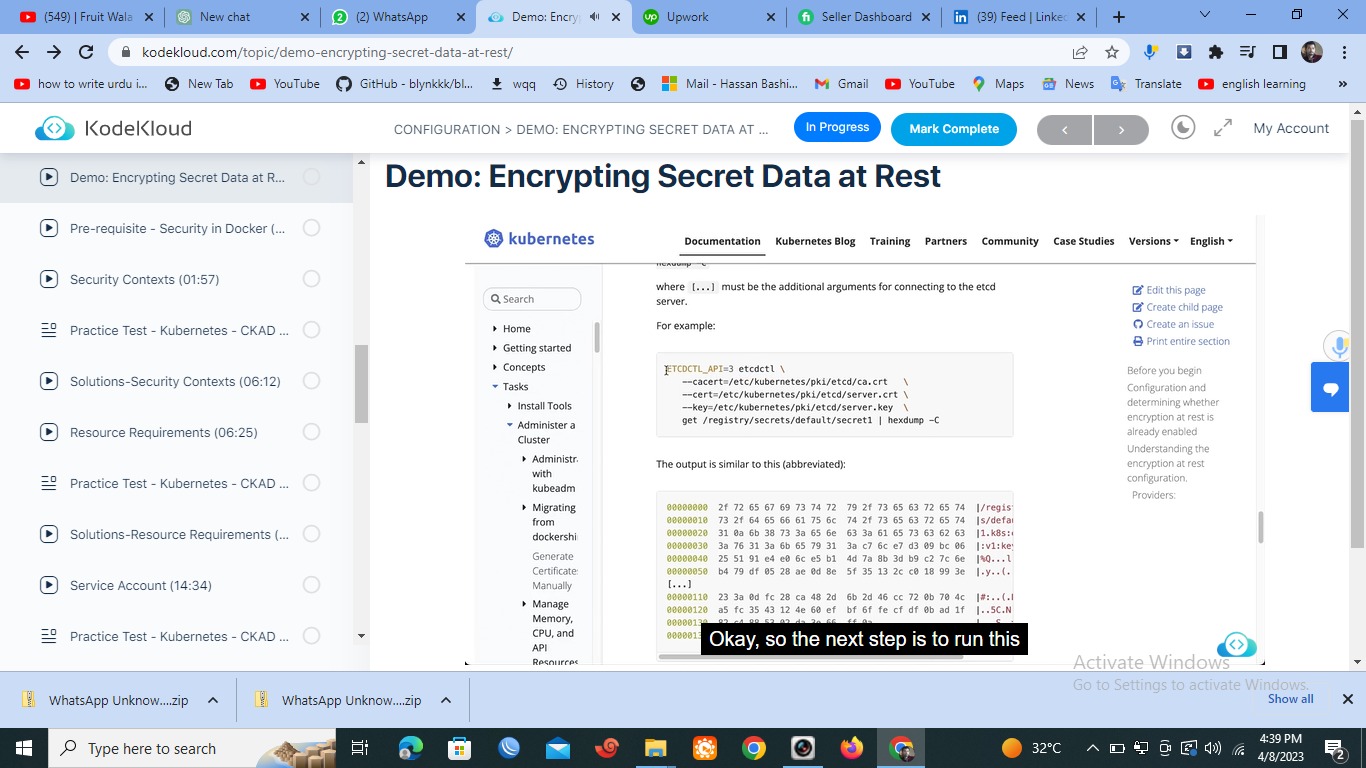 (549) | Fruit Wala
New chat
(2) WhatsApp
Demo: Encry
Upwork
Seller Dashboard
(39) Feed | Linked
kodekloud.com/topic/demo-encrypting-secret-data-at-rest/
how to write urdu i...
New Tab
YouTube
GitHub - blynkkk/bl...
wqq
History
Mail - Hassan Bashi...
Gmail
YouTube
Maps
News
Translate
english learning
»
KodeKloud
CONFIGURATION > DEMO: ENCRYPTING SECRET DATA AT ...
In Progress
Mark Complete
My Account
Demo: Encrypting Secret Data at R...
Pre-requisite - Security in Docker (...
Security Contexts (01:57)
Practice Test - Kubernetes - CKAD ...
Solutions-Security Contexts (06:12)
Resource Requirements (06:25)
Practice Test - Kubernetes - CKAD ...
Solutions-Resource Requirements (...
Service Account (14:34)
Practice Test - Kubernetes - CKAD ...
Demo: Encrypting Secret Data at Rest
kubernetes
Documentation
Kubernetes Blog
Training
Partners
Community
Case Studies
Versions
English
Search
Home
Getting started
Concepts
Tasks
Install Tools
Administer a
Cluster
Administr
with
kubeadm
Migrating
from
dockershi
Generate
Certificate
Manually
Manage
Memory,
CPU, and
API
Resources
hexdump -C
where [...] must be the additional arguments for connecting to the etcd
server.
For example:
ETCDCTL_API=3 etcdctl \
--cacert=/etc/kubernetes/pki/etcd/ca.crt \
--cert=/etc/kubernetes/pki/etcd/server.crt \
--key=/etc/kubernetes/pki/etcd/server.key \
get /registry/secrets/default/secret1 | hexdump -C
The output is similar to this (abbreviated):
00000000 2f 72 65 67 69 73 74 72 79 2f 73 65 63 72 65 74 |/regis
00000010 73 2f 64 65 66 61 75 6c 74 2f 73 65 63 72 65 74 |s/defau
00000020 31 0a 6b 38 73 3a 65 6e 63 3a 61 65 73 63 62 63 |1.k8s:
00000030 3a 76 31 3a 6b 65 79 31 3a c7 6c e7 d3 09 bc 06 |:v1:key
00000040 25 51 91 e4 e0 6c e5 b1 4d 7a 8b 3d b9 c2 7c 6e |%Q...l
00000050 b4 79 df 05 28 ae 0d 8e 5f 35 13 2c c0 18 99 3e |.y..(.
[...]
00000110 23 3a 0d fc 28 ca 48 2d 6b 2d 46 cc 72 0b 70 4c |#:..(.
00000120 a5 fc 35 43 12 4e 60 ef bf 6f fe cf df 0b ad 1f |..5C.N
Okay, so the next step is to run this
Edit this page
Create child page
Create an issue
Print entire section
Before you begin
Configuration and
determining whether
encryption at rest is
already enabled
Understanding the
encryption at rest
configuration.
Providers:
Activate Windows
Go to Settings to activate Windows.
WhatsApp Unknow....zip
WhatsApp Unknow....zip
Show all
Type here to search
32°C
4:39 PM
4/8/2023
2